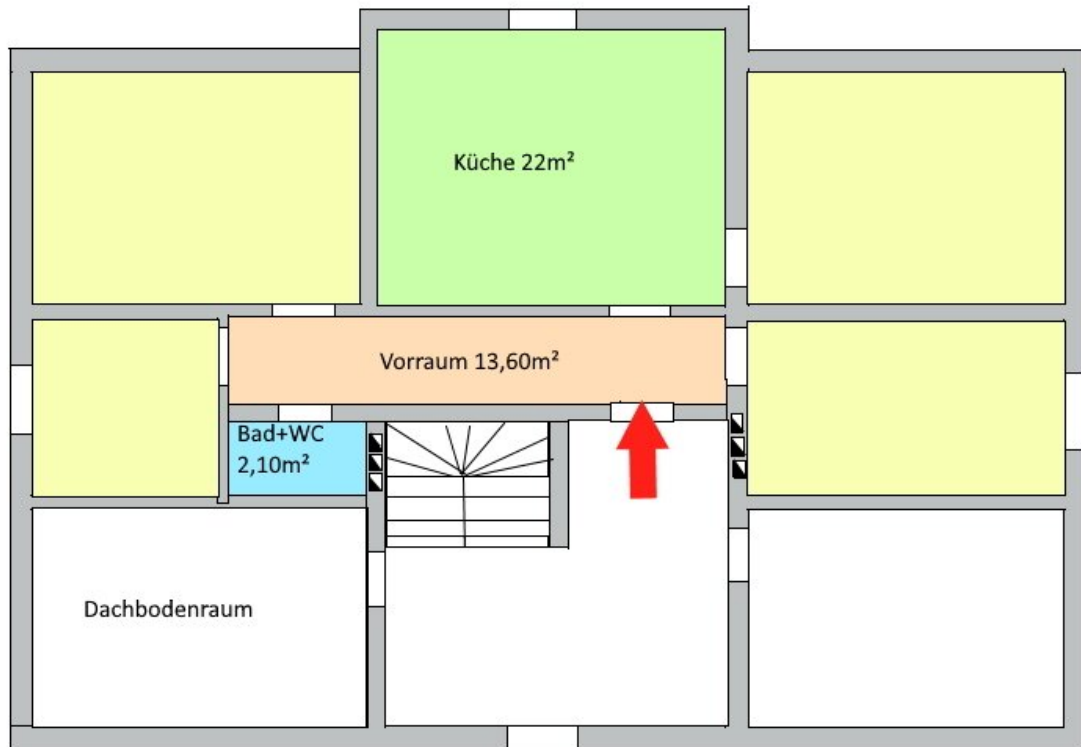 Küche 22m²
Vorraum 13,60m²
Bad+WC
2,10m²
Dachbodenraum